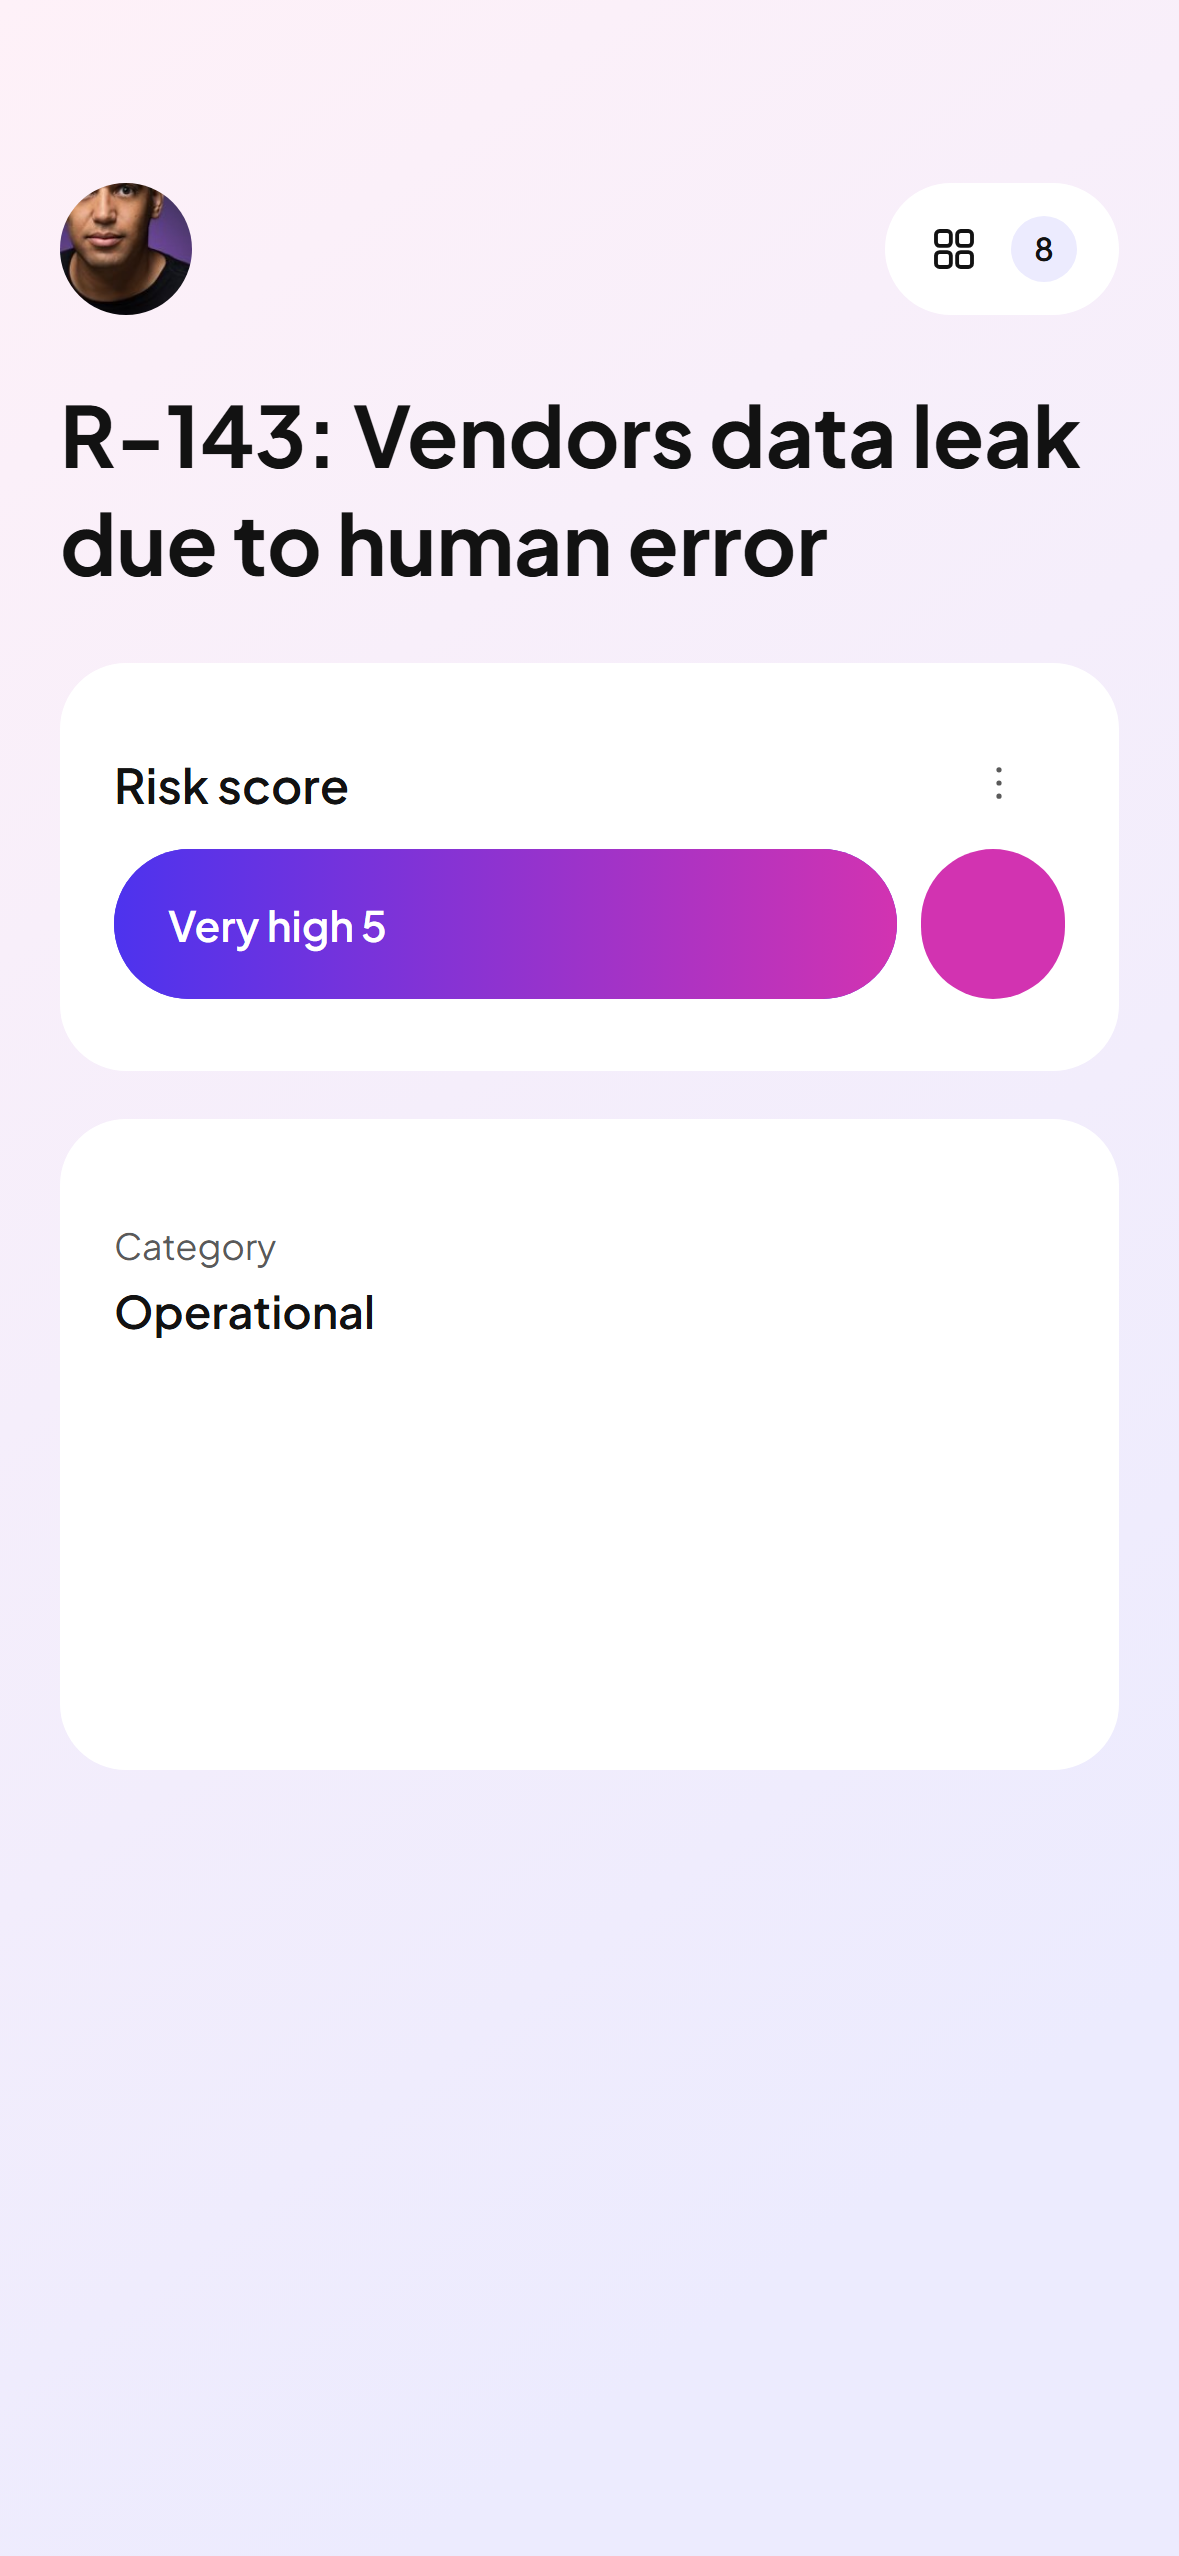 8
R-143: Vendors data leak
due to human error
Risk score
Very high 5
Category
Operational